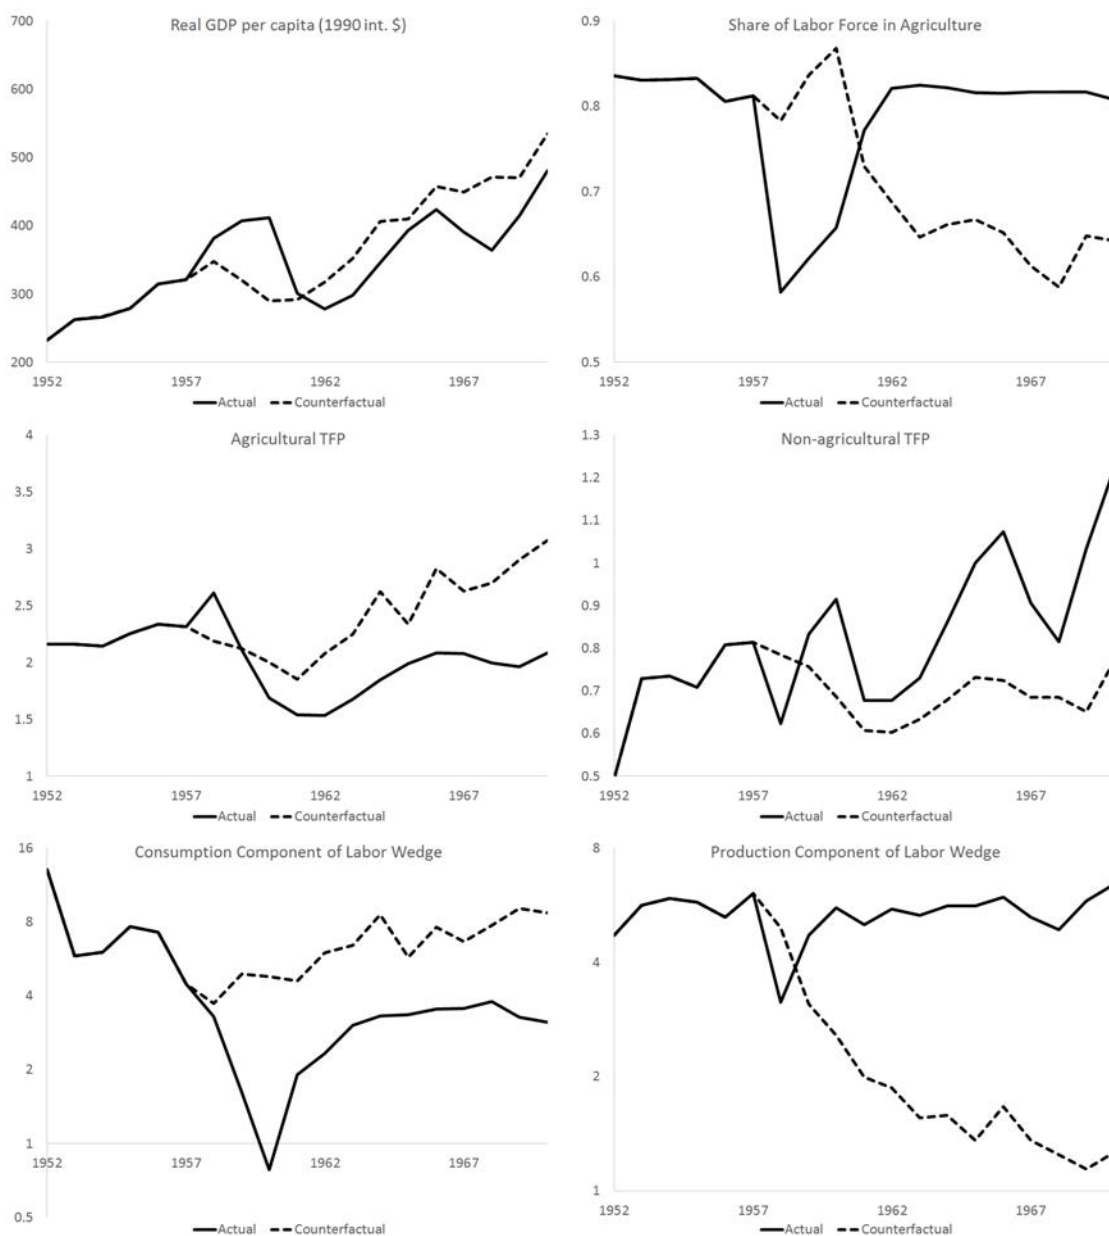 Real GDP per capita (1990 int. $)
700
600
500
400
300
200
1952 1957 1962 1967
Actual Counterfactual
Share of Labor Force in Agriculture
0.9
0.8
0.7
0.6
0.5
1952 1957 1962 1967
Actual Counterfactual
Agricultural TFP
4
3.5
3
2.5
2
1.5
1
1952 1957 1962 1967
Actual Counterfactual
Non-agricultural TFP
1.3
1.2
1.1
1
0.9
0.8
0.7
0.6
0.5
1952 1957 1962 1967
Actual Counterfactual
Consumption Component of Labor Wedge
16
8
4
2
1
1952 1957 1962 1967
0.5
Actual Counterfactual
Production Component of Labor Wedge
8
4
2
1
1952 1957 1962 1967
Actual Counterfactual